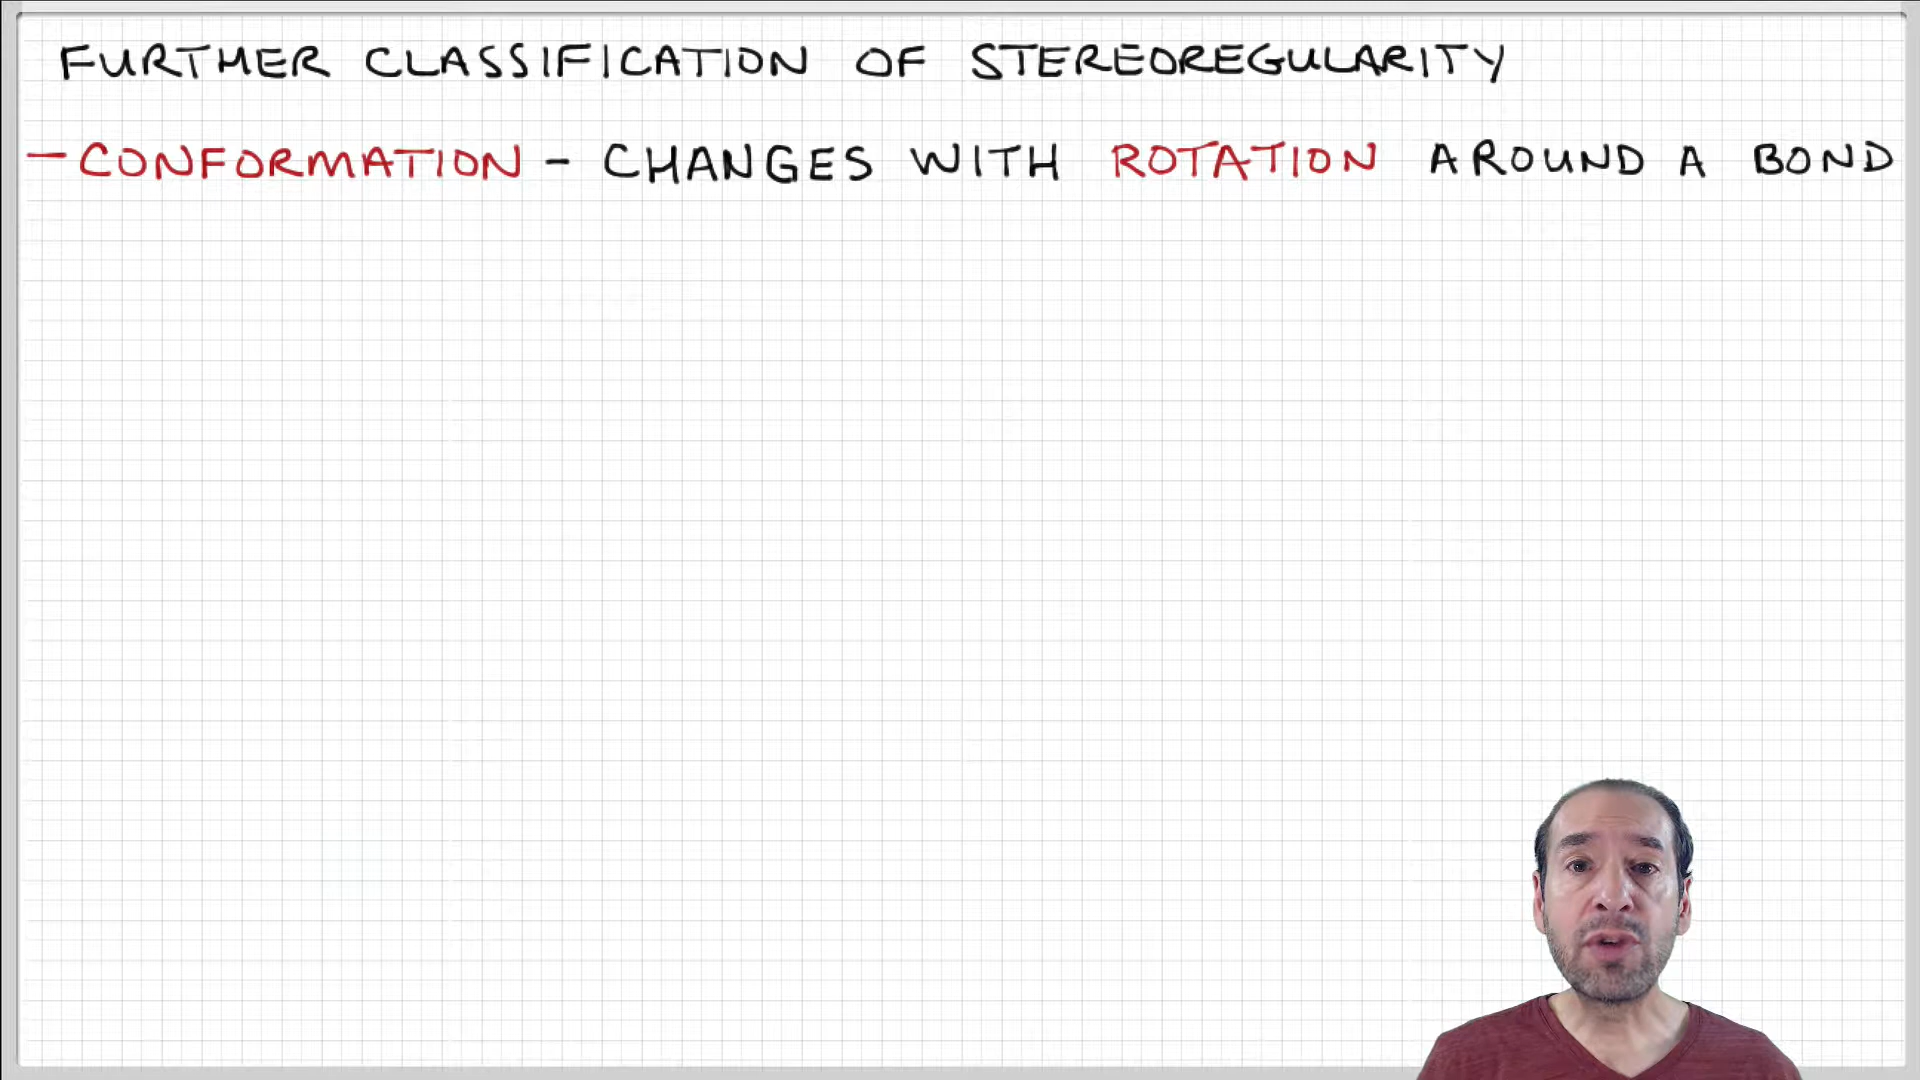 FURTHER CLASSIFICATION OF STEREOREGULARITY
- CONFORMATION - CHANGES WITH ROTATION AROUND A BOND